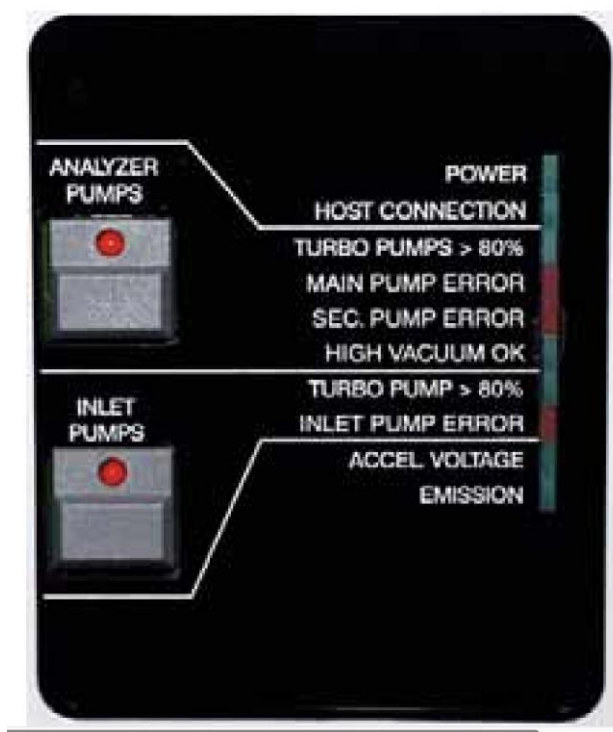 ANALYZER
PUMPS
POWER
HOST CONNECTION
TURBO PUMPS > 80%
MAIN PUMP ERROR
SEC. PUMP ERROR
HIGH VACUUM OK
INLET
PUMPS
TURBO PUMP > 80%
INLET PUMP ERROR
ACCEL. VOLTAGE
EMISSION